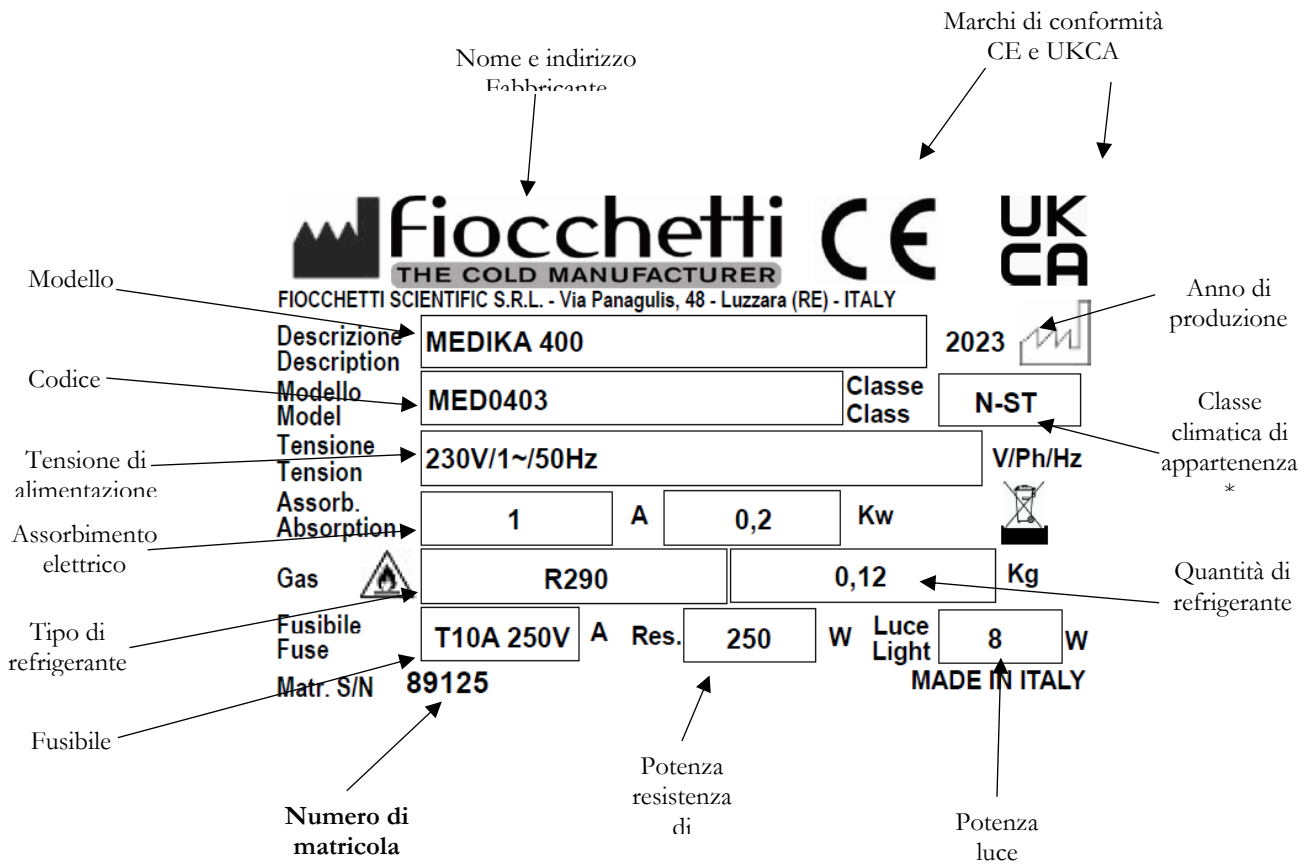 Marchi di conformità
CE e UKCA
Nome e indirizzo
Fabbricante
fiocchetti
THE COLD MANUFACTURER
CE
UK
CA
FIOCCHETTI SCIENTIFIC S.R.L. - Via Panagulis, 48 - Luzzara (RE) - ITALY
Modello
Descrizione
Description
MEDIKA 400
2023
Anno di
produzione
Codice
Modello
Model
MED0403
Classe
Class
N-ST
Classe
climatica di
appartenenza
*
Tensione di
alimentazione
Tensione
Tension
230V/1~/50Hz
V/Ph/Hz
Assorbimento
elettrico
Assorb.
Absorption
1
A
0,2
Kw
Gas
R290
0,12
Kg
Quantità di
refrigerante
Tipo di
refrigerante
Fusibile
Fuse
T10A 250V
A
Res.
250
W
Luce
Light
8
W
Matr. S/N
89125
MADE IN ITALY
Fusibile
Numero di
matricola
Potenza
resistenza
di
Potenza
luce